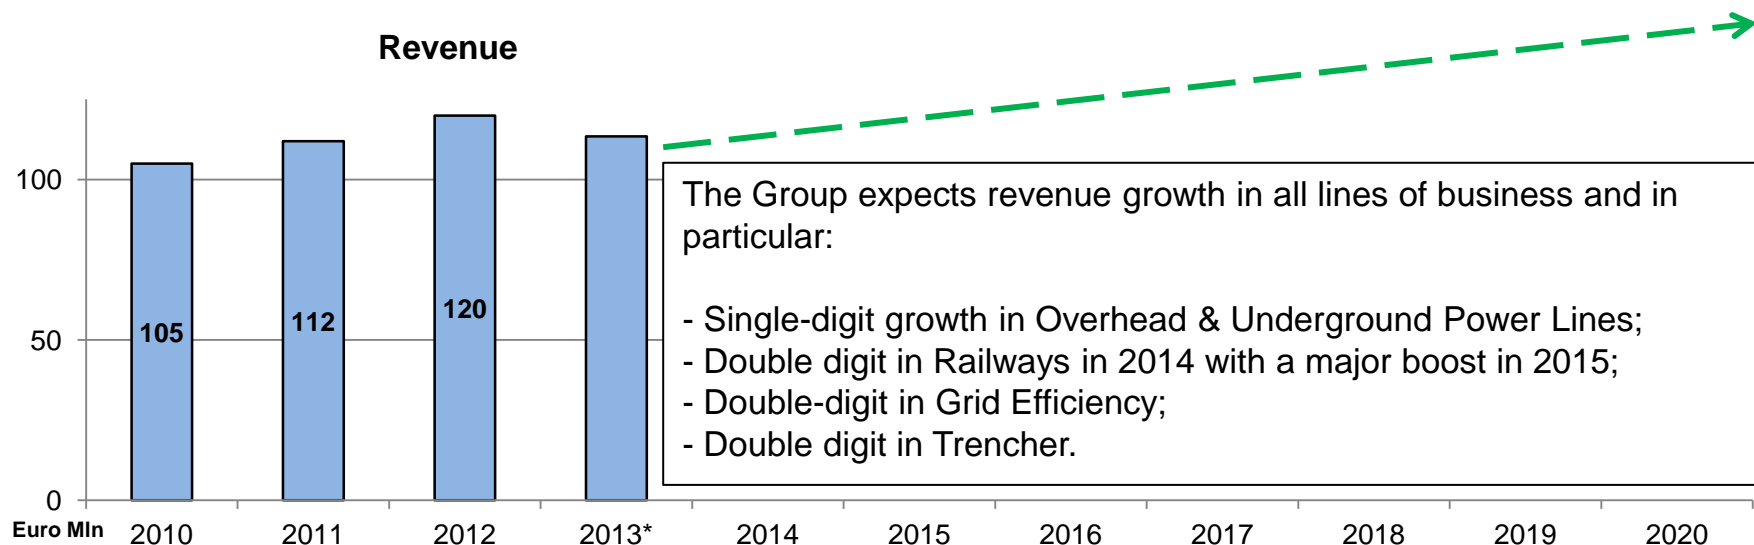 Revenue
100
50
0
105
112
120
The Group expects revenue growth in all lines of business and in
particular:
- Single-digit growth in Overhead & Underground Power Lines;
- Double digit in Railways in 2014 with a major boost in 2015;
- Double-digit in Grid Efficiency;
- Double digit in Trencher.
Euro Mln 2010 2011 2012 2013* 2014 2015 2016 2017 2018 2019 2020